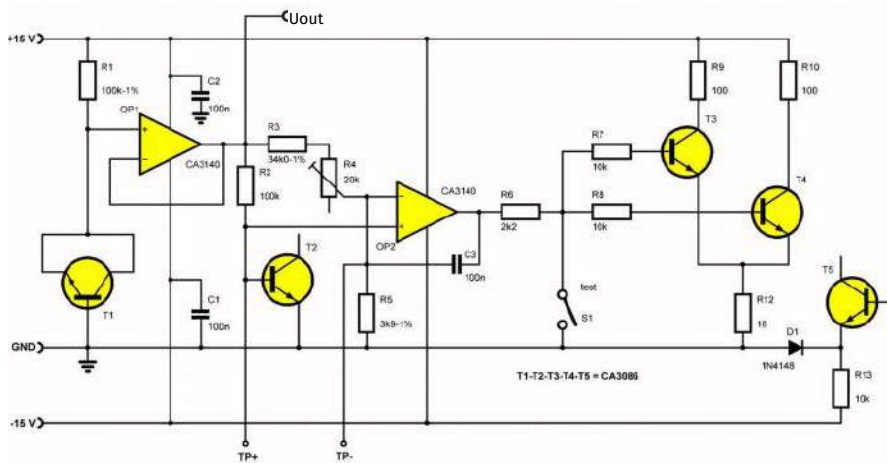 Uout
+15 V
R1
100k-1%
C2
100n
OP1
CA3140
R3
34k0-1%
R4
20k
R2
100k
T1
C1
100n
T2
CA3140
OP2
C3
100n
R5
3k9-1%
R6
2k2
R7
10k
R8
10k
R9
100
R10
100
T3
T4
T5
test
S1
R12
18
D1
1N4148
R13
10k
GND
-15 V
T1-T2-T3-T4-T5 = CA3086
TP+
TP-